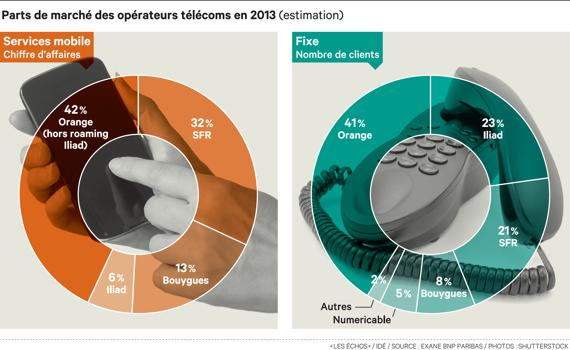 Parts de marché des opérateurs télécoms en 2013 (estimation)
Services mobile
Chiffre d'affaires
42%
Orange
(hors roaming
Iliad)
32%
SFR
13%
Bouygues
6%
Iliad
Fixe
Nombre de clients
41%
Orange
23%
Iliad
21%
SFR
8%
Bouygues
5%
2%
Autres
Numericable
«LES ÉCHOS» / IDÉ / SOURCE : EXANE BNP PARIBAS / PHOTOS : SHUTTERSTOCK